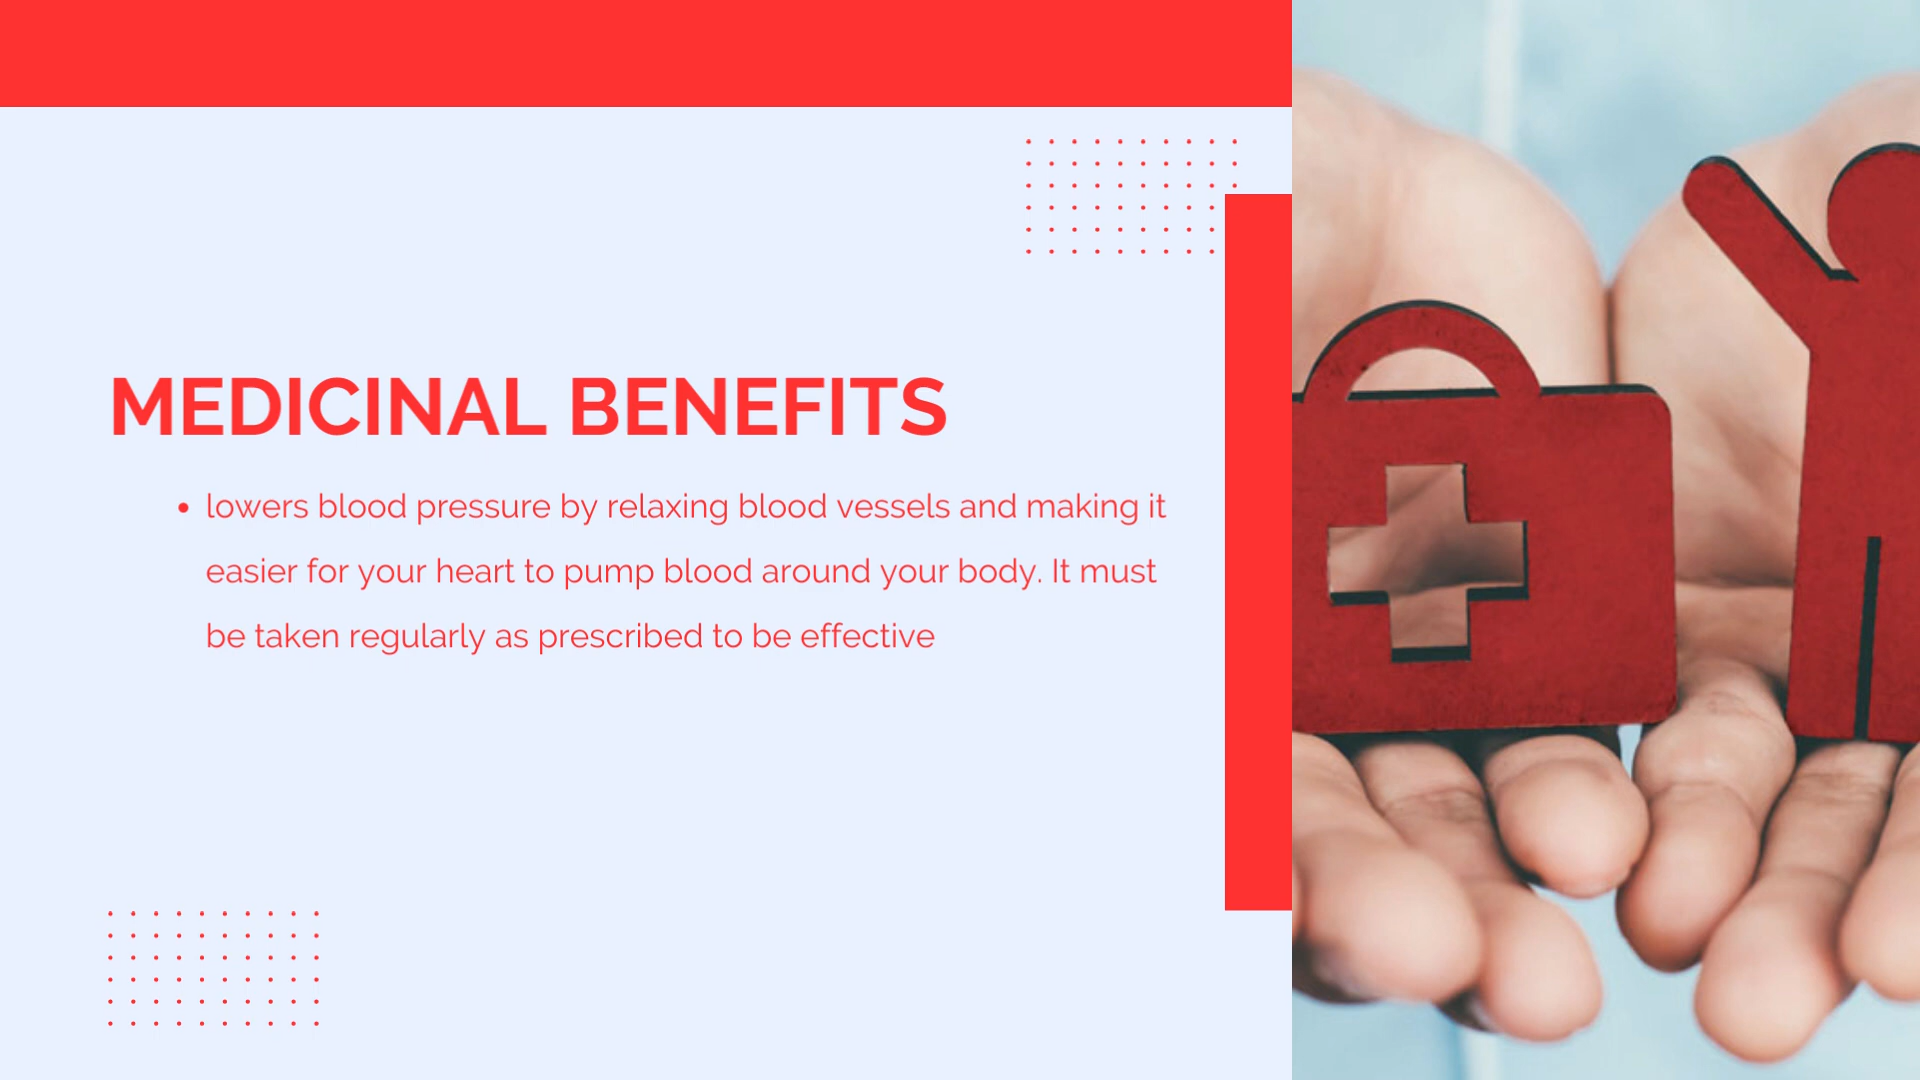 MEDICINAL BENEFITS
• lowers blood pressure by relaxing blood vessels and making it
easier for your heart to pump blood around your body. It must
be taken regularly as prescribed to be effective